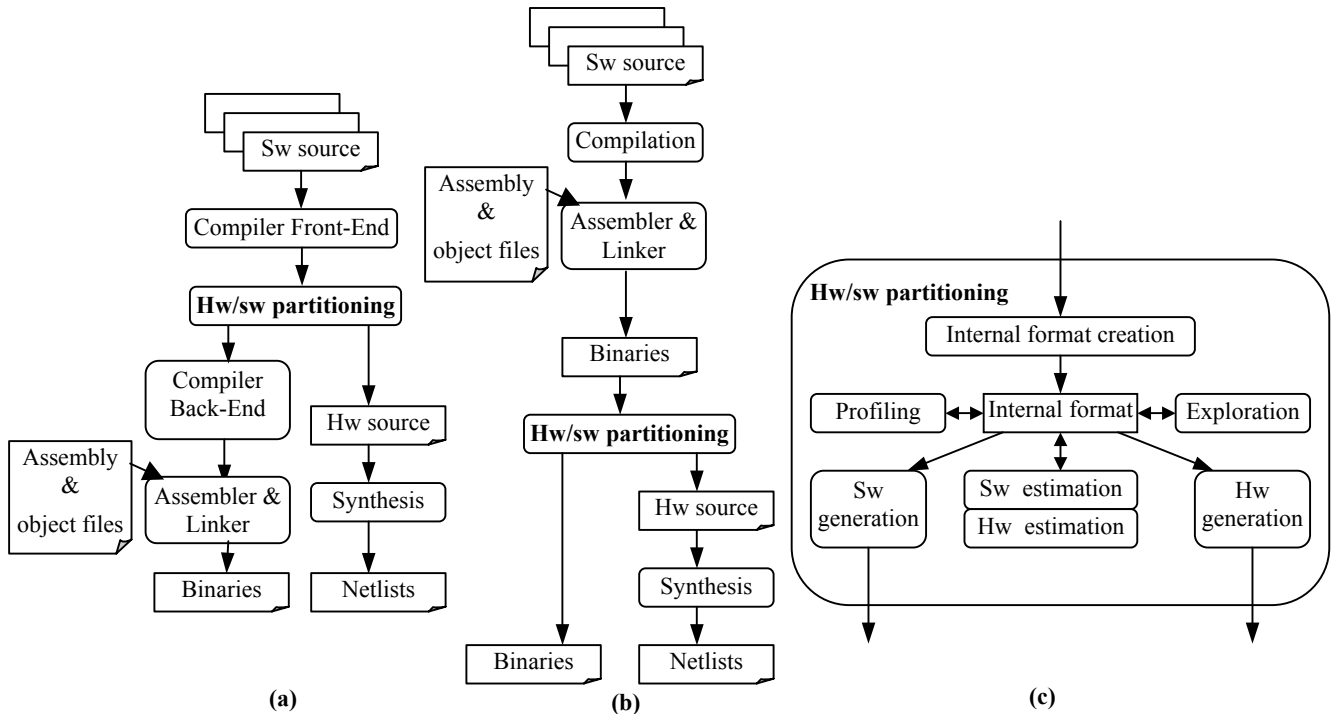 Sw source
Compiler Front-End
Hw/sw partitioning
Compiler
Back-End
Hw source
Assembly
&
object files
Assembler &
Linker
Synthesis
Binaries
Netlists
(a)
Sw source
Compilation
Assembly
&
object files
Assembler &
Linker
Binaries
Hw/sw partitioning
Hw source
Synthesis
Binaries
Netlists
(b)
Hw/sw partitioning
Internal format creation
Profiling
Internal format
Exploration
Sw
generation
Sw estimation
Hw estimation
Hw
generation
(c)